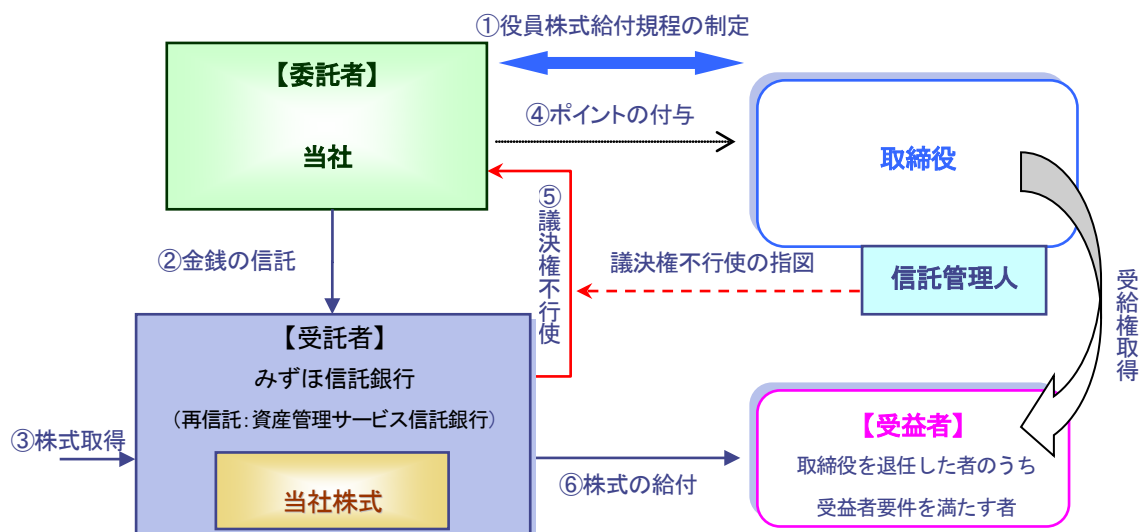 ①役員株式給付規程の制定
【委託者】
当社
④ポイントの付与
取締役
⑤議決権不行使
②金銭の信託
議決権不行使の指図
信託管理人
受給権取得
【受託者】
みずほ信託銀行
（再信託：資産管理サービス信託銀行）
③株式取得
当社株式
⑥株式の給付
【受益者】
取締役を退任した者のうち
受益者要件を満たす者